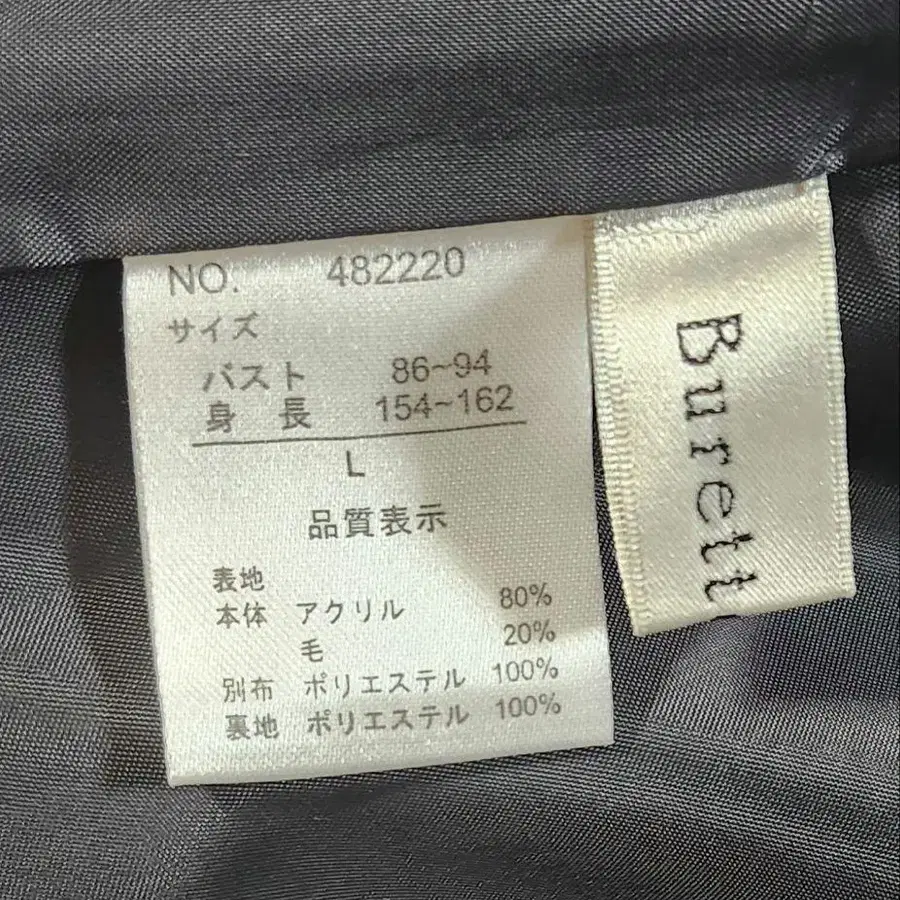 NO. 482220
サイズ
バスト 86~94
身長 154~162
L
品質表示
表地
本体 アクリル 80%
毛 20%
別布 ポリエステル 100%
裏地 ポリエステル 100%
Burett